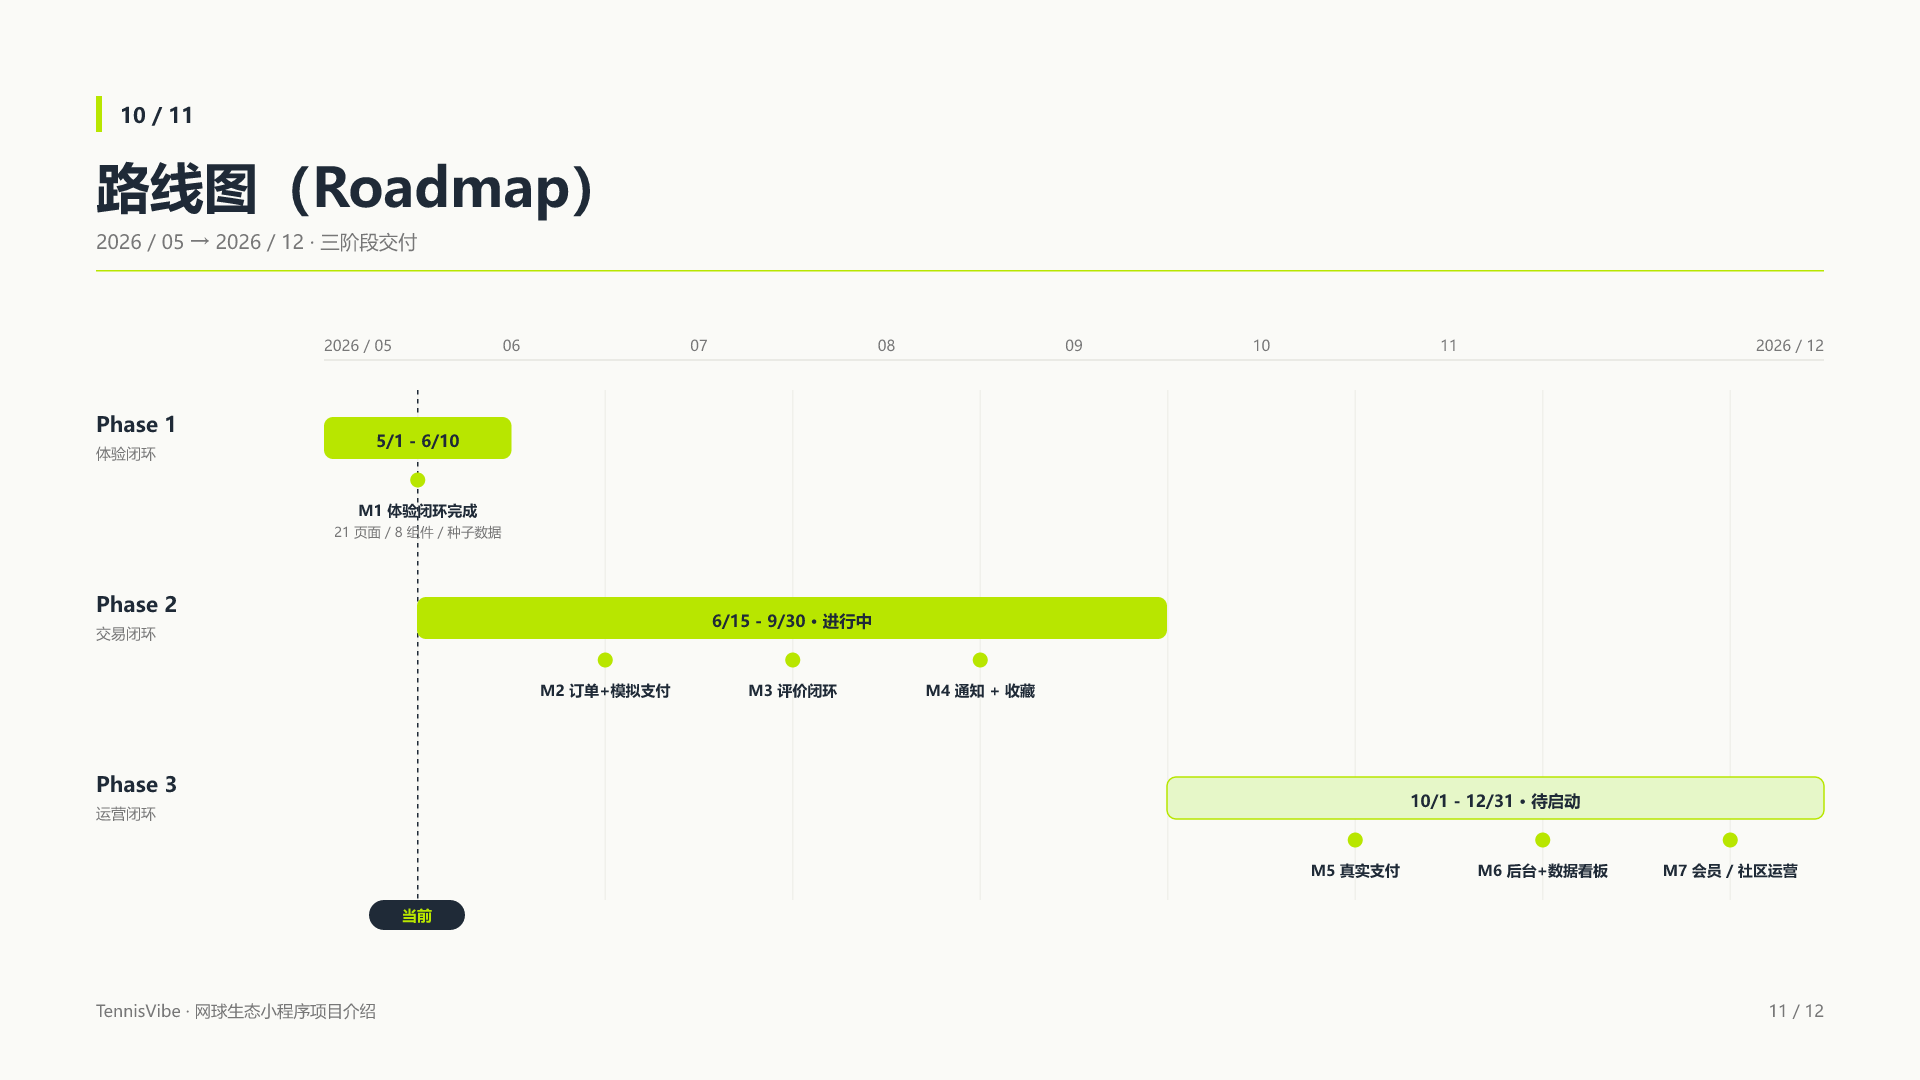 10 / 11
路线图（Roadmap）
2026 / 05 → 2026 / 12 · 三阶段交付
2026 / 05 06 07 08 09 10 11 2026 / 12
Phase 1
体验闭环
5/1 - 6/10
M1 体验闭环完成
21 页面 / 8 组件 / 种子数据
Phase 2
交易闭环
6/15 - 9/30 • 进行中
M2 订单+模拟支付
M3 评价闭环
M4 通知 + 收藏
Phase 3
运营闭环
10/1 - 12/31 • 待启动
M5 真实支付
M6 后台+数据看板
M7 会员 / 社区运营
当前
TennisVibe · 网球生态小程序项目介绍
11 / 12